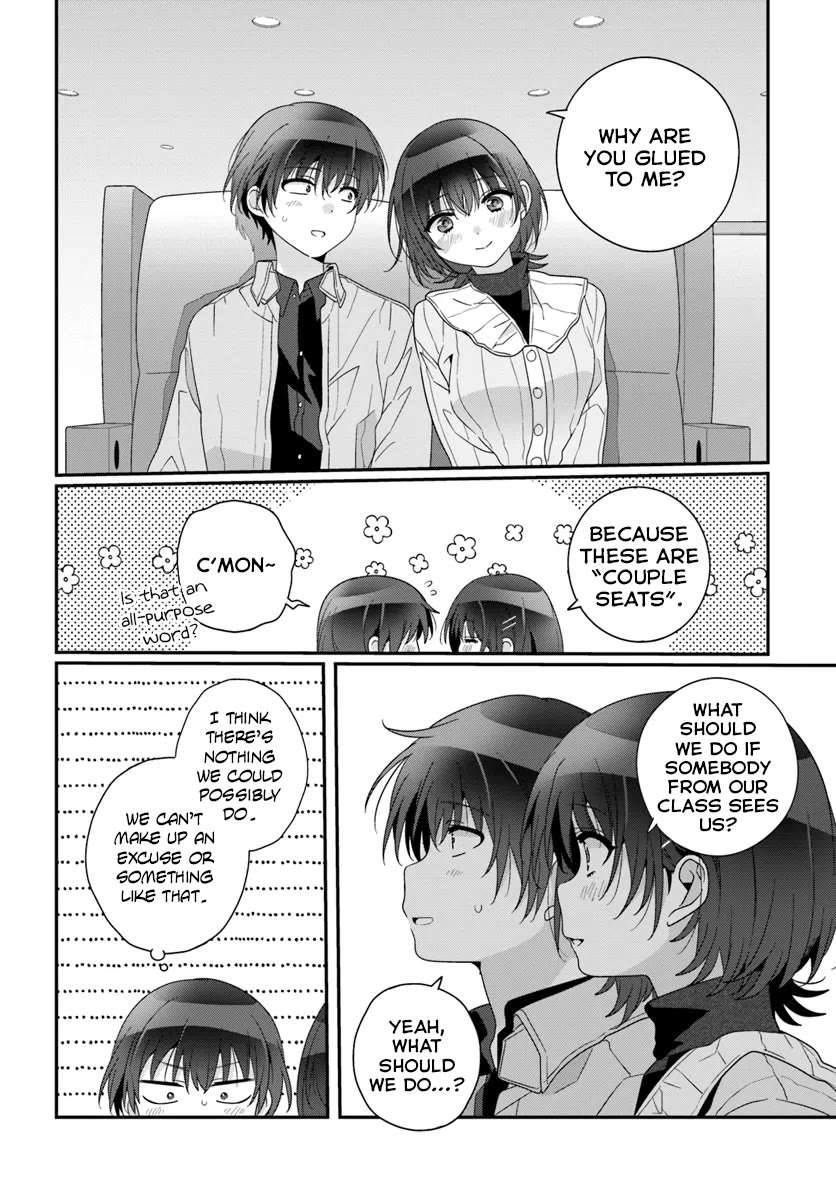 WHY ARE
YOU GLUED
TO ME?
BECAUSE
THESE ARE
"COUPLE
SEATS".
C'MON~
Is that an
all-purpose
word?
WHAT
SHOULD
WE DO IF
SOMEBODY
FROM OUR
CLASS SEES
US?
YEAH,
WHAT
SHOULD
WE DO...?
I THINK
THERE'S
NOTHING
WE COULD
POSSIBLY
DO.
WE CAN'T
MAKE UP AN
EXCUSE OR
SOMETHING
LIKE THAT.